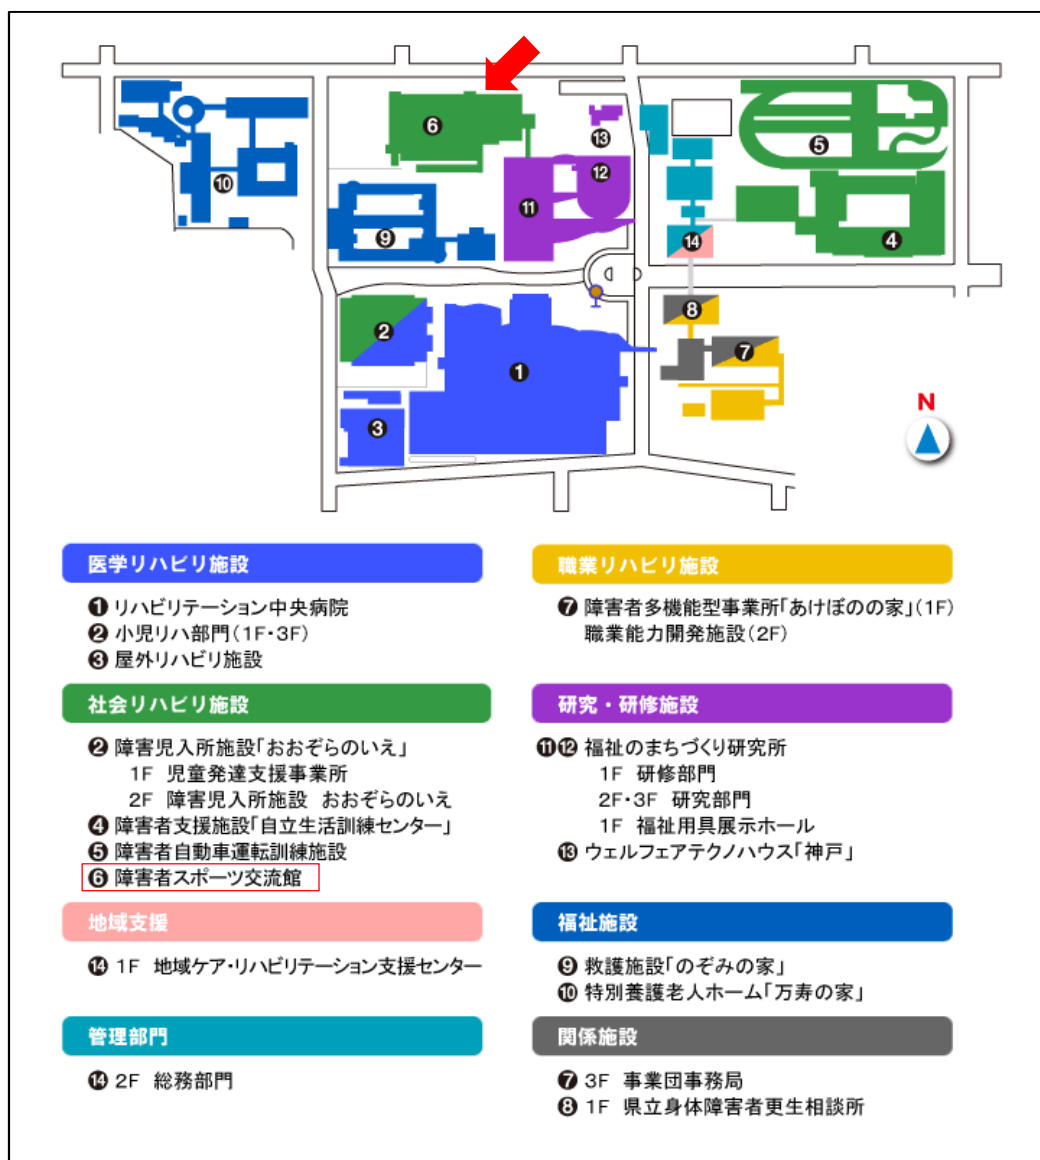 ⑥
⑤
⑬
⑫
⑩
⑪
⑨
⑭
④
⑧
②
⑦
①
③
N
医学リハビリ施設
❶ リハビリテーション中央病院
❷ 小児リハ部門(1F・3F)
❸ 屋外リハビリ施設
社会リハビリ施設
❷ 障害児入所施設「おおぞらのいえ」
1F 児童発達支援事業所
2F 障害児入所施設 おおぞらのいえ
❹ 障害者支援施設「自立生活訓練センター」
❺ 障害者自動車運転訓練施設
❻ 障害者スポーツ交流館
地域支援
⓮ 1F 地域ケア・リハビリテーション支援センター
管理部門
⓮ 2F 総務部門
職業リハビリ施設
❼ 障害者多機能型事業所「あけぼのの家」(1F)
職業能力開発施設(2F)
研究・研修施設
⓫⓬ 福祉のまちづくり研究所
1F 研修部門
2F・3F 研究部門
1F 福祉用具展示ホール
⓭ ウェルフェアテクノハウス「神戸」
福祉施設
❾ 救護施設「のぞみの家」
❿ 特別養護老人ホーム「万寿の家」
関係施設
❼ 3F 事業団事務局
❽ 1F 県立身体障害者更生相談所